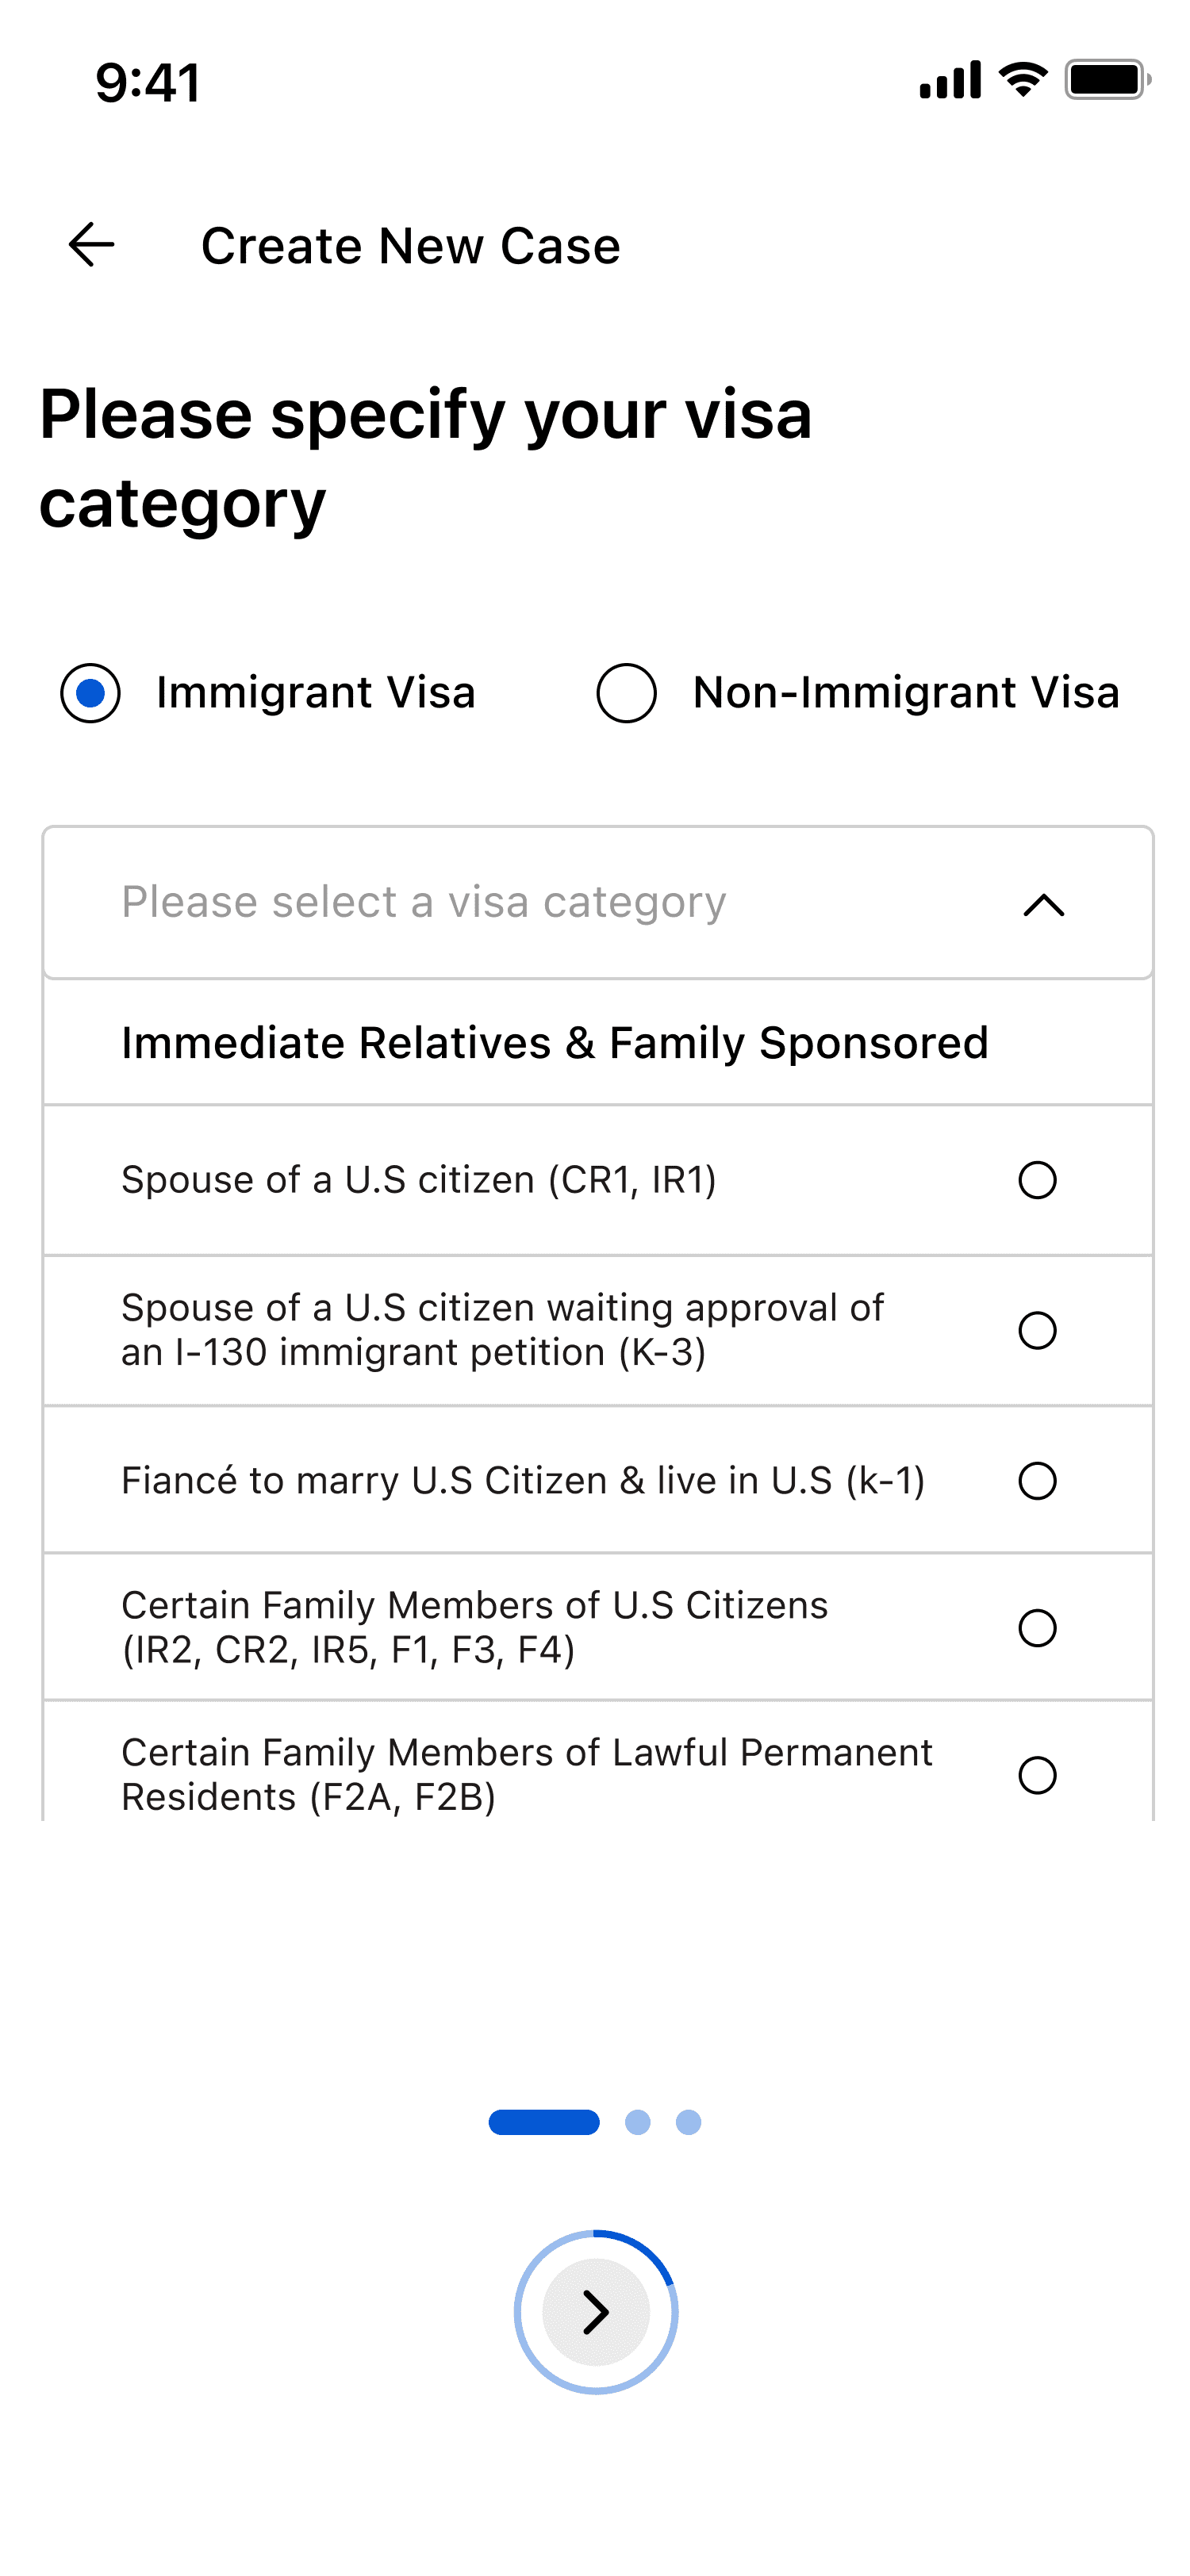 9:41
Create New Case
Please specify your visa
category
Immigrant Visa
Non-Immigrant Visa
Please select a visa category
Immediate Relatives & Family Sponsored
Spouse of a U.S citizen (CR1, IR1)
Spouse of a U.S citizen waiting approval of
an I-130 immigrant petition (K-3)
Fiancé to marry U.S Citizen & live in U.S (k-1)
Certain Family Members of U.S Citizens
(IR2, CR2, IR5, F1, F3, F4)
Certain Family Members of Lawful Permanent
Residents (F2A, F2B)